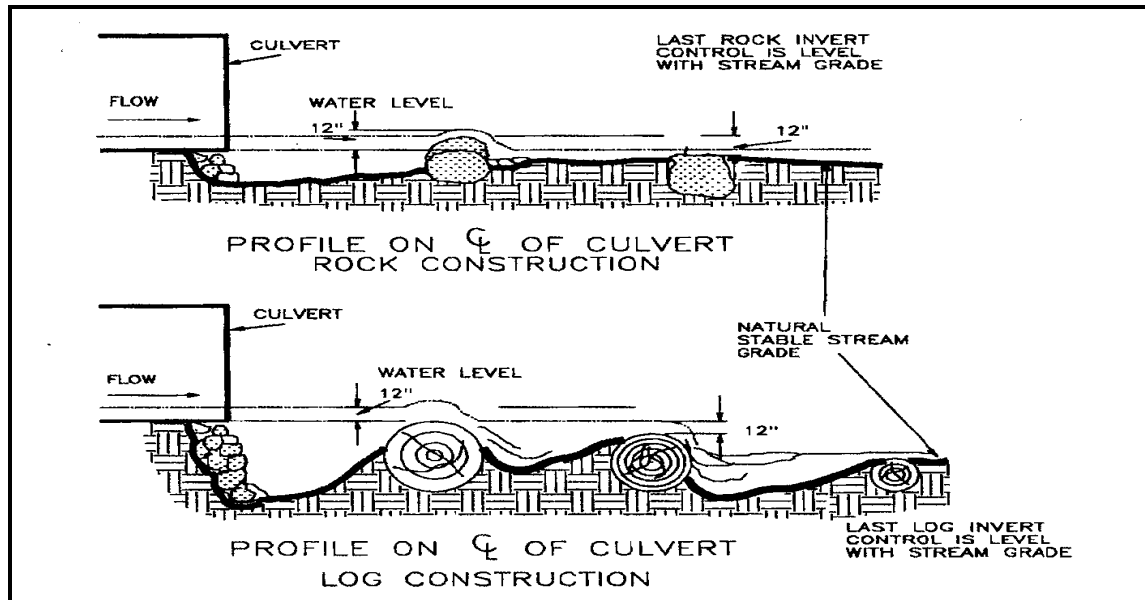 CULVERT
LAST ROCK INVERT
CONTROL IS LEVEL
WITH STREAM GRADE
FLOW
WATER LEVEL
12"
12"
PROFILE ON ℄ OF CULVERT
ROCK CONSTRUCTION
CULVERT
NATURAL
STABLE STREAM
GRADE
FLOW
WATER LEVEL
12"
12"
LAST LOG INVERT
CONTROL IS LEVEL
WITH STREAM GRADE
PROFILE ON ℄ OF CULVERT
LOG CONSTRUCTION